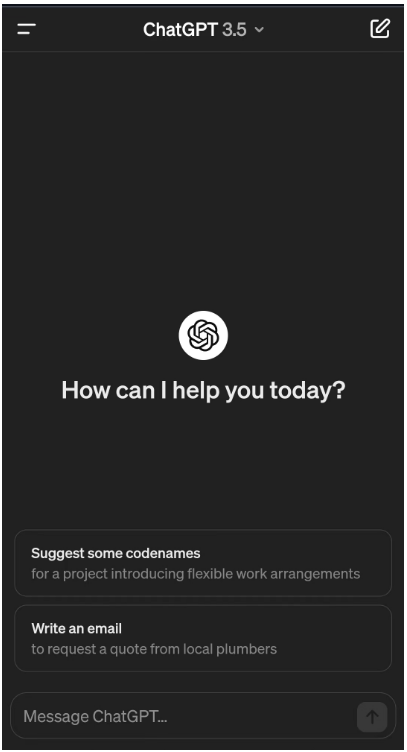 ChatGPT 3.5
How can I help you today?
Suggest some codenames
for a project introducing flexible work arrangements
Write an email
to request a quote from local plumbers
Message ChatGPT...